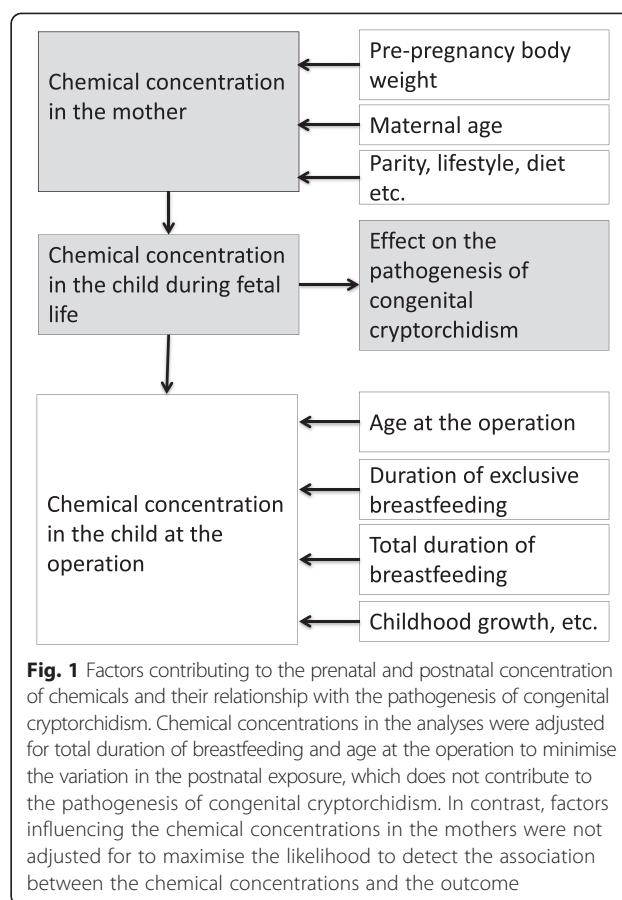 Chemical concentration
in the mother
Pre-pregnancy body
weight
Maternal age
Parity, lifestyle, diet
etc.
Chemical concentration
in the child during fetal
life
Effect on the
pathogenesis of
congenital
cryptorchidism
Chemical concentration
in the child at the
operation
Age at the operation
Duration of exclusive
breastfeeding
Total duration of
breastfeeding
Childhood growth, etc.
Fig. 1 Factors contributing to the prenatal and postnatal concentration
of chemicals and their relationship with the pathogenesis of congenital
cryptorchidism. Chemical concentrations in the analyses were adjusted
for total duration of breastfeeding and age at the operation to minimise
the variation in the postnatal exposure, which does not contribute to
the pathogenesis of congenital cryptorchidism. In contrast, factors
influencing the chemical concentrations in the mothers were not
adjusted for to maximise the likelihood to detect the association
between the chemical concentrations and the outcome